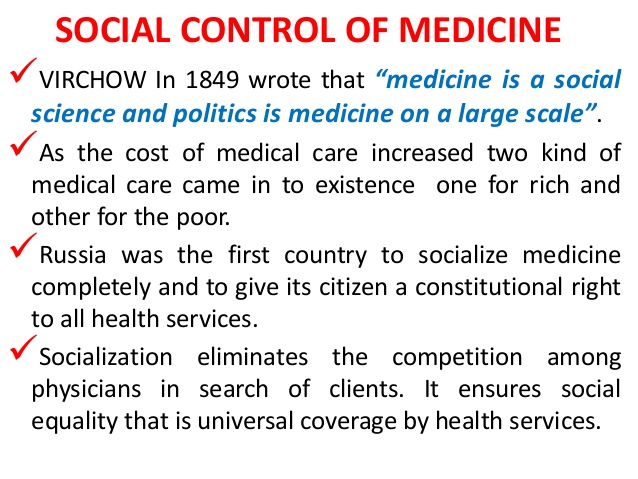 SOCIAL CONTROL OF MEDICINE
VIRCHOW In 1849 wrote that “medicine is a social
science and politics is medicine on a large scale”.
As the cost of medical care increased two kind of
medical care came in to existence one for rich and
other for the poor.
Russia was the first country to socialize medicine
completely and to give its citizen a constitutional right
to all health services.
Socialization eliminates the competition among
physicians in search of clients. It ensures social
equality that is universal coverage by health services.